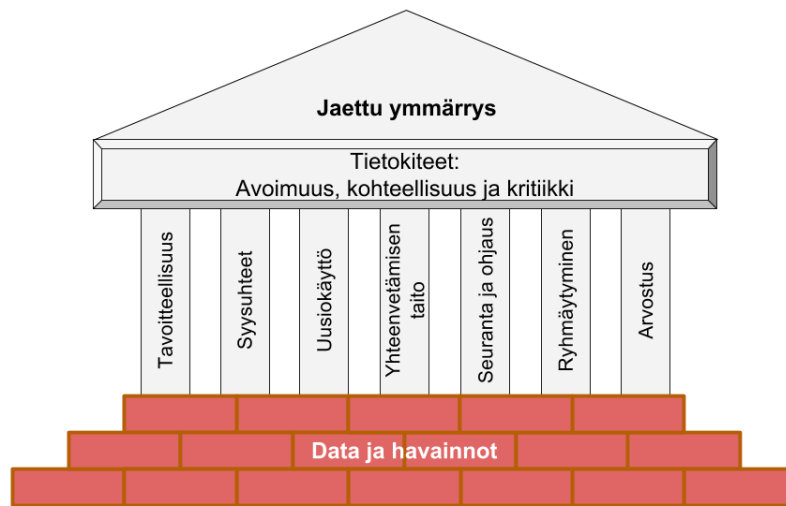 Jaettu ymmärrys
Tietokiteet:
Avoimuus, kohteellisuus ja kritiikki
Tavoitteellisuus
Syysuhteet
Uusiokäyttö
Yhteenvetämisen
taito
Seuranta ja ohjaus
Ryhmäytyminen
Arvostus
Data ja havainnot